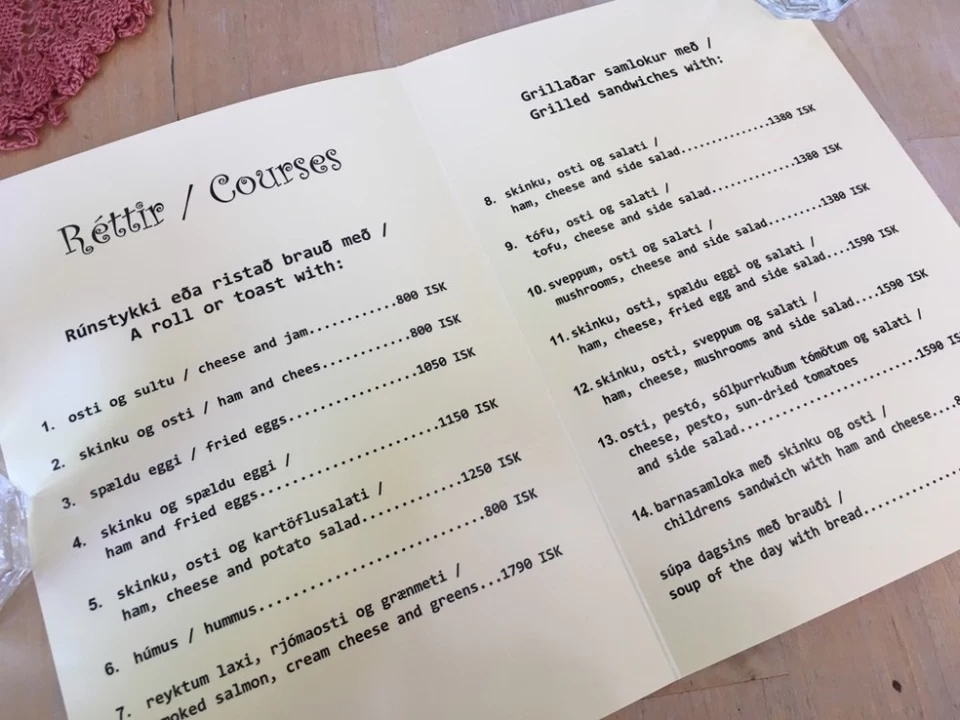 Réttir / Courses
Rúnstykki eða ristað brauð með /
A roll or toast with:
1. osti og sultu / cheese and jam...........800 ISK
2. skinku og osti / ham and chees...........800 ISK
3. spældu eggi / fried eggs................1050 ISK
4. skinku og spældu eggi /
ham and fried eggs.......................1150 ISK
5. skinku, osti og kartöflusalati /
ham, cheese and potato salad............1250 ISK
6. húmus / hummus...........................800 ISK
7. reyktum laxi, rjómaosti og grænmeti /
moked salmon, cream cheese and greens...1790 ISK
Grillaðar samlokur með /
Grilled sandwiches with:
8. skinku, osti og salati /
ham, cheese and side salad.............1380 ISK
9. tófu, osti og salati /
tofu, cheese and side salad............1380 ISK
10.sveppum, osti og salati /
mushrooms, cheese and side salad........1380 ISK
11.skinku, osti, spældu eggi og salati /
ham, cheese, fried egg and side salad....1590 ISK
12.skinku, osti, sveppum og salati /
ham, cheese, mushrooms and side salad....1590 ISK
13.osti, pestó, sólþurrkuðum tómötum og salati /
cheese, pesto, sun-dried tomatoes
and side salad..........................1590 IS
14.barnasamloka með skinku og osti /
childrens sandwich with ham and cheese....8
súpa dagsins með brauði /
soup of the day with bread..............